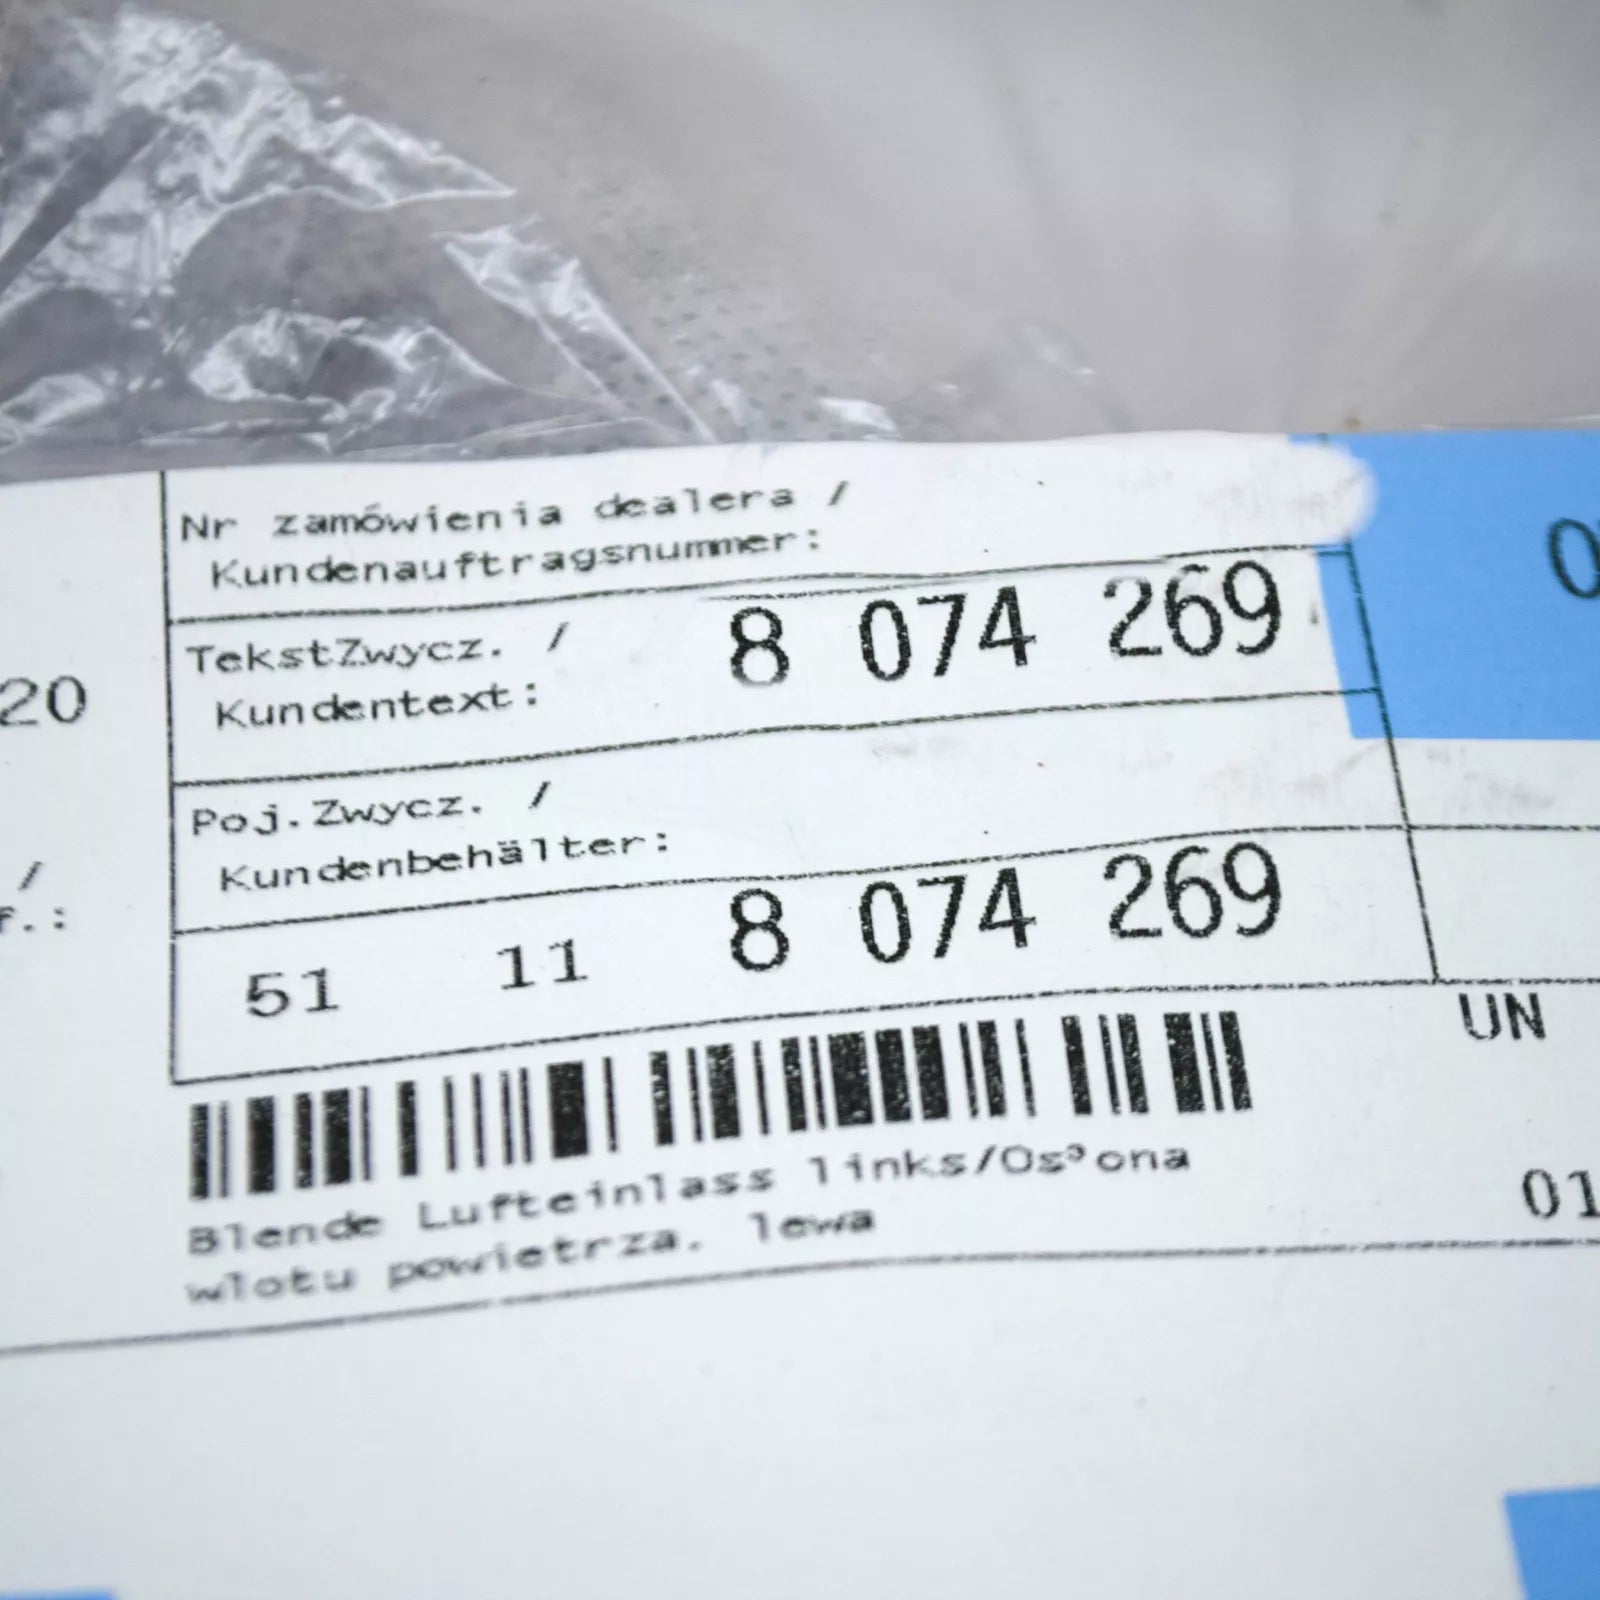 Nr zamówienia dealera /
Kundenauftragsnummer:
TekstZwycz. /
Kundentext:
8 074 269
20
Poj.Zwycz. /
Kundenbehälter:
/
f.:
51 11 8 074 269
UN
Blende Lufteinlass links/Os³ona
wlotu powietrza. lewa
01